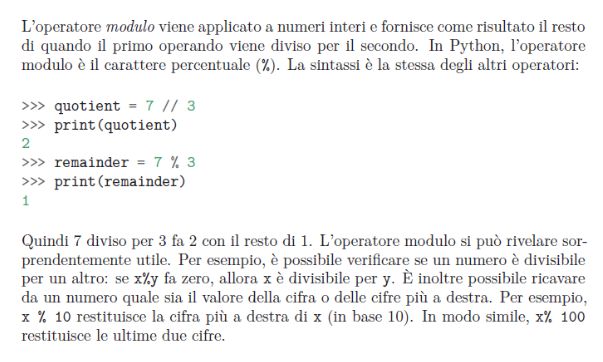 L'operatore modulo viene applicato a numeri interi e fornisce come risultato il resto
di quando il primo operando viene diviso per il secondo. In Python, l'operatore
modulo è il carattere percentuale (%). La sintassi è la stessa degli altri operatori:
>>> quotient = 7 // 3
>>> print(quotient)
2
>>> remainder = 7 % 3
>>> print(remainder)
1
Quindi 7 diviso per 3 fa 2 con il resto di 1. L'operatore modulo si può rivelare sor-
prendentemente utile. Per esempio, è possibile verificare se un numero è divisibile
per un altro: se x%y fa zero, allora x è divisibile per y. È inoltre possibile ricavare
da un numero quale sia il valore della cifra o delle cifre più a destra. Per esempio,
x % 10 restituisce la cifra più a destra di x (in base 10). In modo simile, x% 100
restituisce le ultime due cifre.